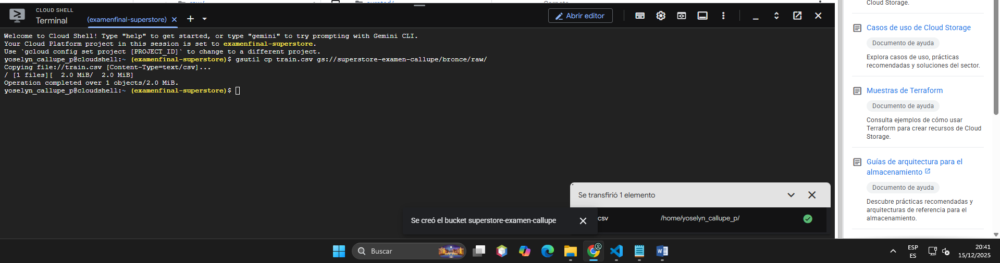 CLOUD SHELL
Terminal
(examenfinal-superstore)
Abrir editor
Welcome to Cloud Shell! Type "help" to get started, or type "gemini" to try prompting with Gemini CLI.
Your Cloud Platform project in this session is set to examenfinal-superstore.
Use `gcloud config set project [PROJECT_ID]` to change to a different project.
yoselyn_callupe_p@cloudshell:~ (examenfinal-superstore)$ gsutil cp train.csv gs://superstore-examen-callupe/bronce/raw/
Copying file://train.csv [Content-Type=text/csv]...
/ [1 files][  2.0 MiB/  2.0 MiB]
Operation completed over 1 objects/2.0 MiB.
yoselyn_callupe_p@cloudshell:~ (examenfinal-superstore)$
Se transfirió 1 elemento
csv /home/yoselyn_callupe_p/
Se creó el bucket superstore-examen-callupe
Cloud Storage.
Casos de uso de Cloud Storage
Documento de ayuda
Explora casos de uso, prácticas
recomendadas y soluciones del sector.
Muestras de Terraform
Documento de ayuda
Consulta ejemplos de cómo usar
Terraform para crear recursos de Cloud
Storage.
Guías de arquitectura para el
almacenamiento
Documento de ayuda
Descubre prácticas recomendadas y
arquitecturas de referencia para el
almacenamiento.
Buscar
ESP
ES
20:41
15/12/2025